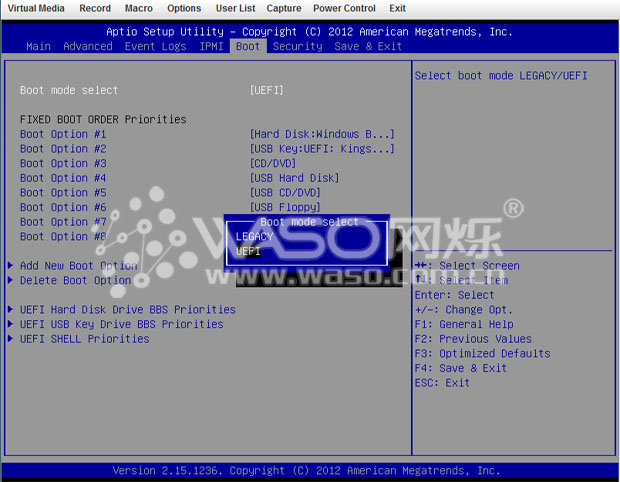 Virtual Media Record Macro Options User List Capture Power Control Exit
Aptio Setup Utility – Copyright (C) 2012 American Megatrends, Inc.
Main Advanced Event Logs IPMI Boot Security Save & Exit
Boot mode select [UEFI]
Select boot mode LEGACY/UEFI
FIXED BOOT ORDER Priorities
Boot Option #1 [Hard Disk:Windows B...]
Boot Option #2 [USB Key:UEFI: Kings...]
Boot Option #3 [CD/DVD]
Boot Option #4 [USB Hard Disk]
Boot Option #5 [USB CD/DVD]
Boot Option #6 [USB Floppy]
Boot Option #7
Boot Option #8
Boot mode select
LEGACY
UEFI
WASO网烁®
www.waso.com.cn
Add New Boot Option
Delete Boot Option
UEFI Hard Disk Drive BBS Priorities
UEFI USB Key Drive BBS Priorities
UEFI SHELL Priorities
→←: Select Screen
↑↓: Select Item
Enter: Select
+/-: Change Opt.
F1: General Help
F2: Previous Values
F3: Optimized Defaults
F4: Save & Exit
ESC: Exit
Version 2.15.1236. Copyright (C) 2012 American Megatrends, Inc.